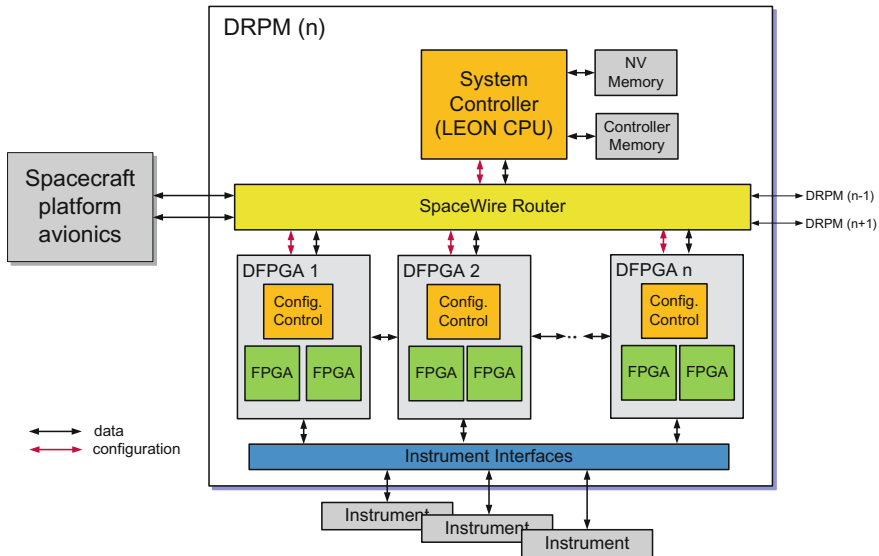 DRPM (n)
System
Controller
(LEON CPU)
NV
Memory
Controller
Memory
Spacecraft
platform
avionics
SpaceWire Router
DRPM (n-1)
DRPM (n+1)
DFPGA 1
Config.
Control
FPGA
FPGA
DFPGA 2
Config.
Control
FPGA
FPGA
..
DFPGA n
Config.
Control
FPGA
FPGA
data
configuration
Instrument Interfaces
Instrument
Instrument
Instrument